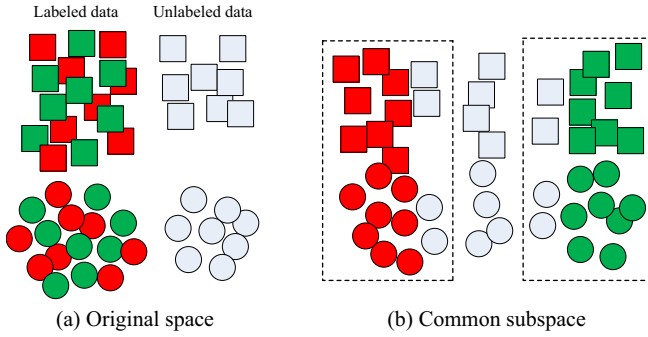 Labeled data
Unlabeled data
(a) Original space
(b) Common subspace